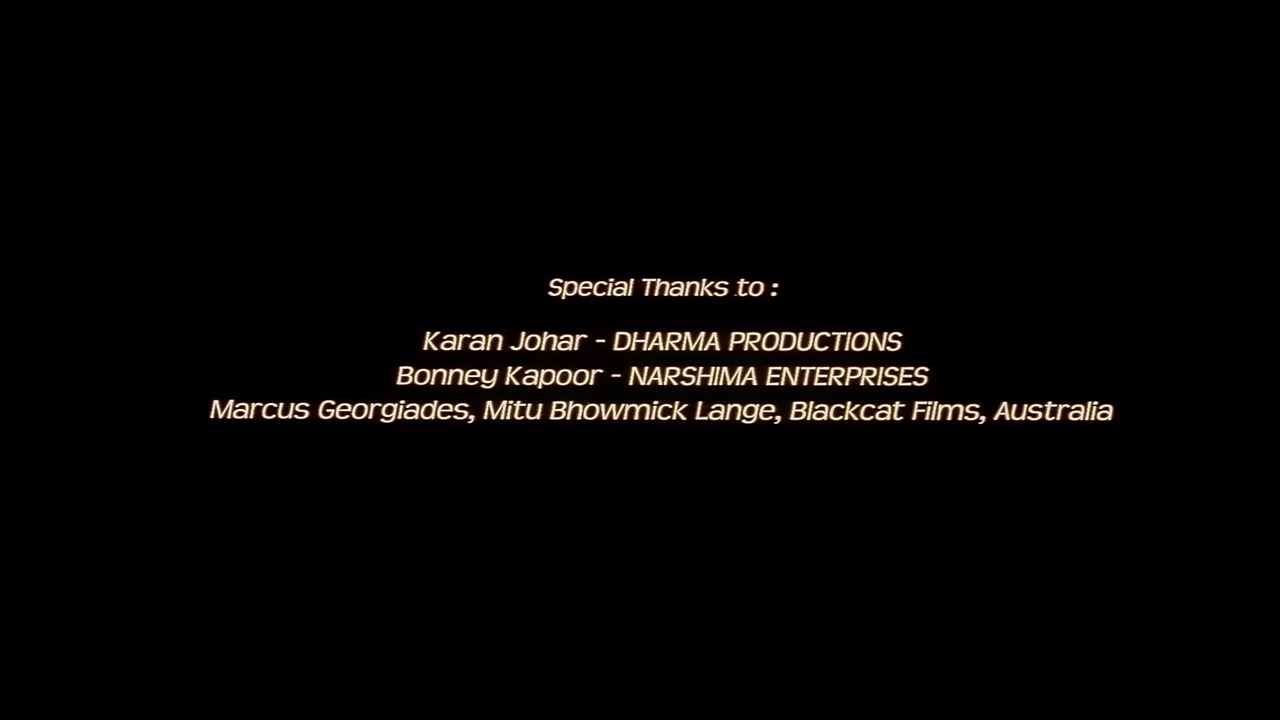 Special Thanks to :
Karan Johar - DHARMA PRODUCTIONS
Bonney Kapoor - NARSHIMA ENTERPRISES
Marcus Georgiades, Mitu Bhowmick Lange, Blackcat Films, Australia